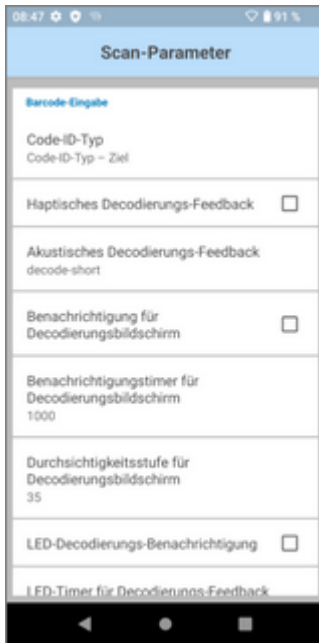 08:47 91 %
Scan-Parameter
Barcode-Eingabe
Code-ID-Typ
Code-ID-Typ – Ziel
Haptisches Decodierungs-Feedback
Akustisches Decodierungs-Feedback
decode-short
Benachrichtigung für
Decodierungsbildschirm
Benachrichtigungstimer für
Decodierungsbildschirm
1000
Durchsichtigkeitsstufe für
Decodierungsbildschirm
35
LED-Decodierungs-Benachrichtigung
LED-Timer für Decodierungs-Feedback